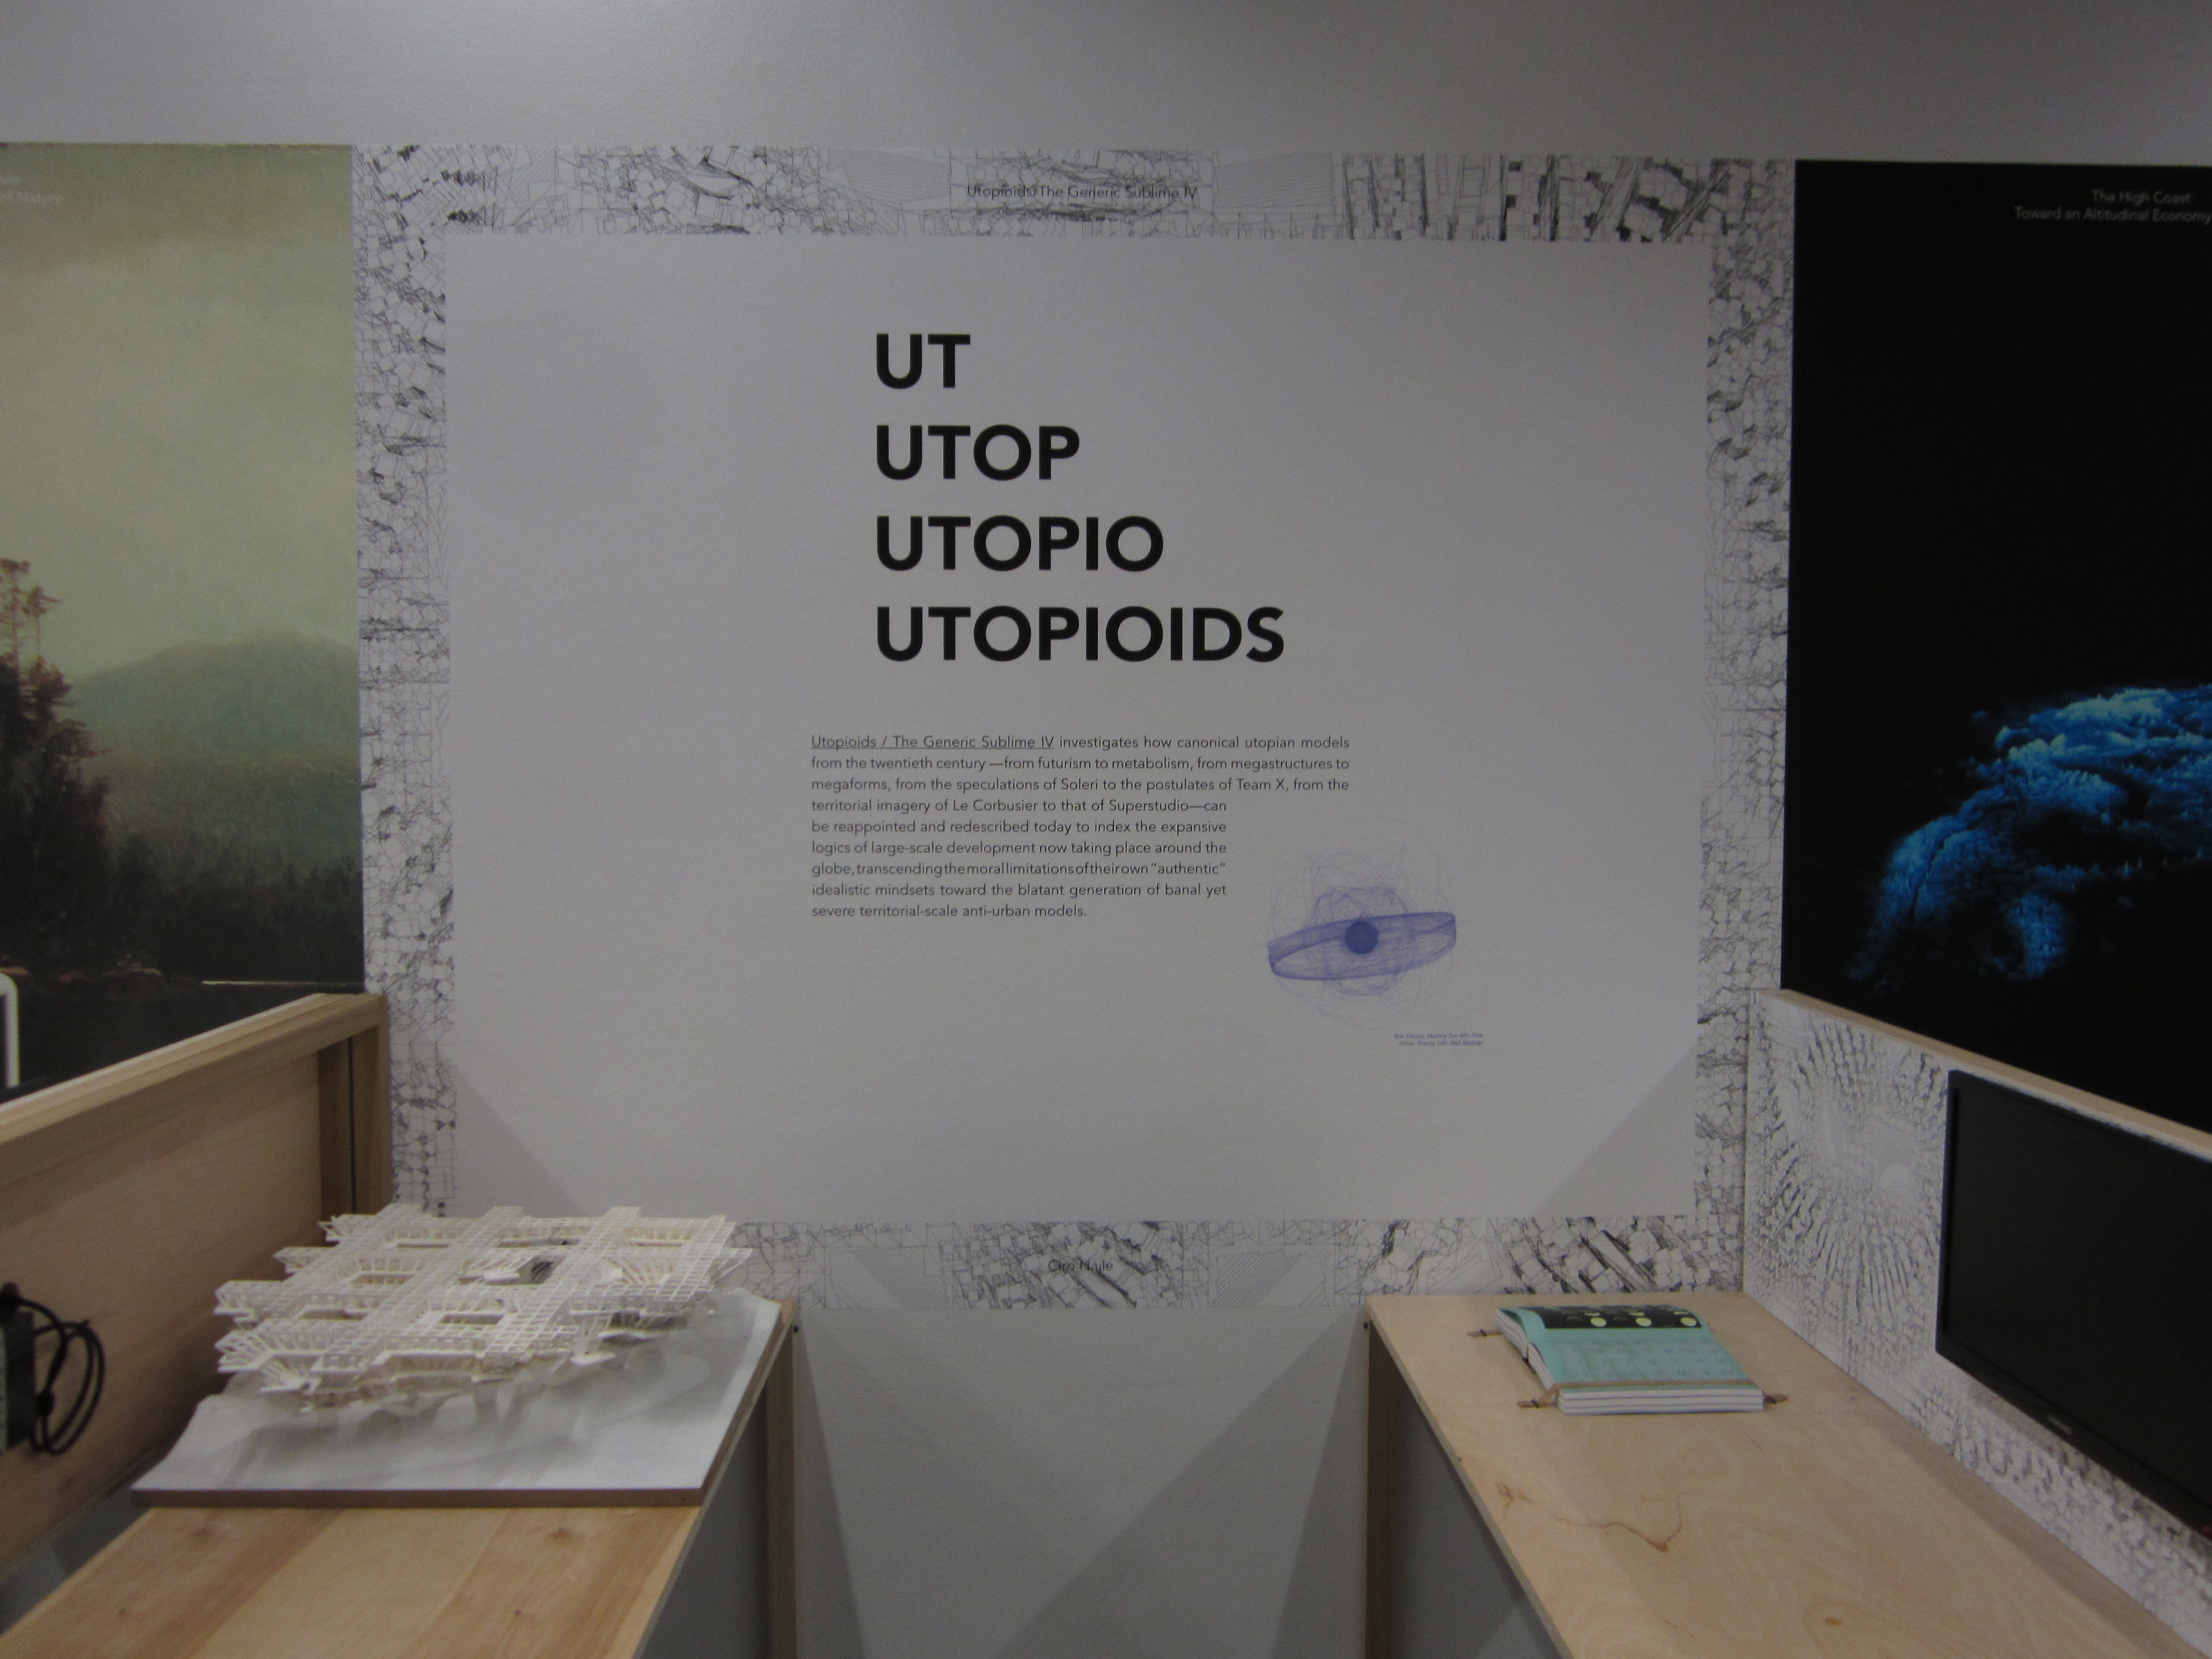 of Nature
Utopioids/The Generic Sublime IV
The High Coast
Toward an Altitudinal Economy
UT
UTOP
UTOPIO
UTOPIOIDS
Utopioids / The Generic Sublime IV investigates how canonical utopian models
from the twentieth century —from futurism to metabolism, from megastructures to
megaforms, from the speculations of Soleri to the postulates of Team X, from the
territorial imagery of Le Corbusier to that of Superstudio—can
be reappointed and redescribed today to index the expansive
logics of large-scale development now taking place around the
globe, transcending the moral limitations of their own "authentic"
idealistic mindsets toward the blatant generation of banal yet
severe territorial-scale anti-urban models.
Ciro Najle